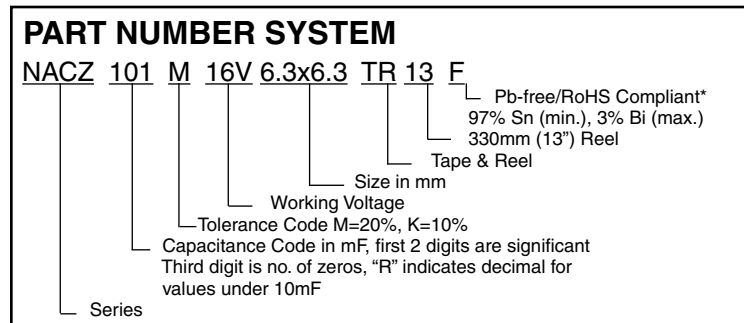 PART NUMBER SYSTEM
NACZ 101 M 16V 6.3x6.3 TR 13 F
Pb-free/RoHS Compliant*
97% Sn (min.), 3% Bi (max.)
330mm (13”) Reel
Tape & Reel
Size in mm
Working Voltage
Tolerance Code M=20%, K=10%
Capacitance Code in mF, first 2 digits are significant
Third digit is no. of zeros, “R” indicates decimal for
values under 10mF
Series